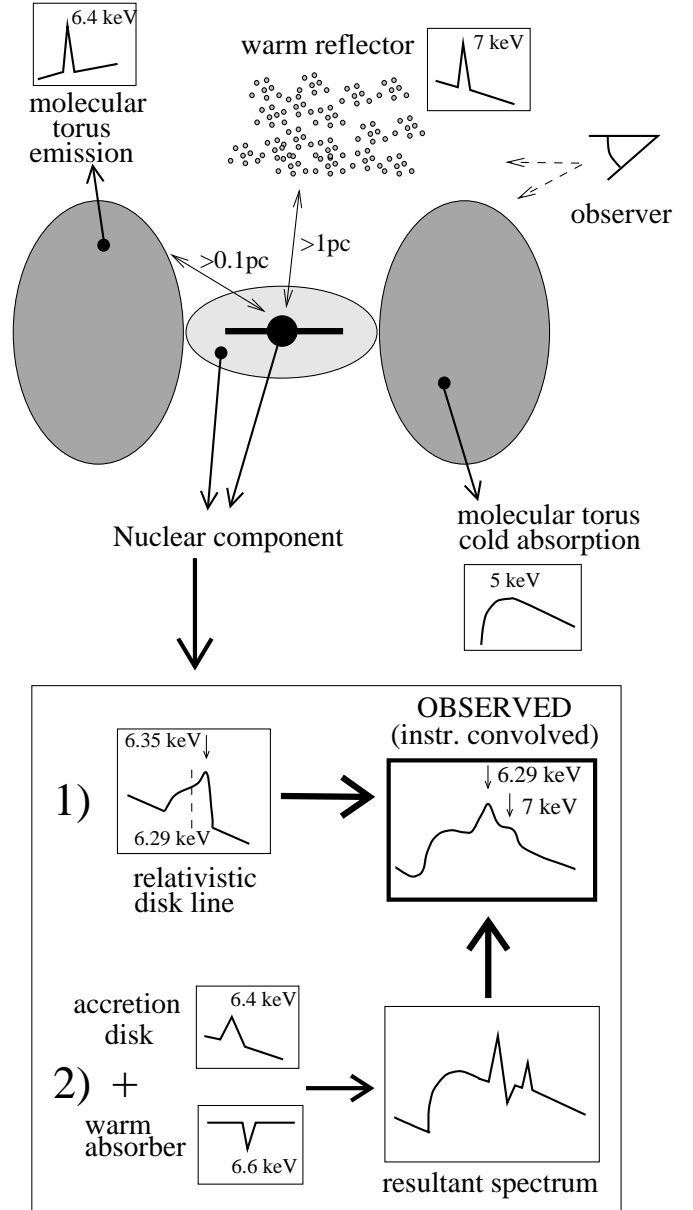 6.4 keV
molecular
torus
emission
warm reflector
7 keV
observer
>0.1pc
>1pc
Nuclear component
molecular torus
cold absorption
5 keV
1)
6.35 keV
6.29 keV
relativistic
disk line
OBSERVED
(instr. convolved)
6.29 keV
7 keV
2) +
accretion
disk
6.4 keV
warm
absorber
6.6 keV
resultant spectrum